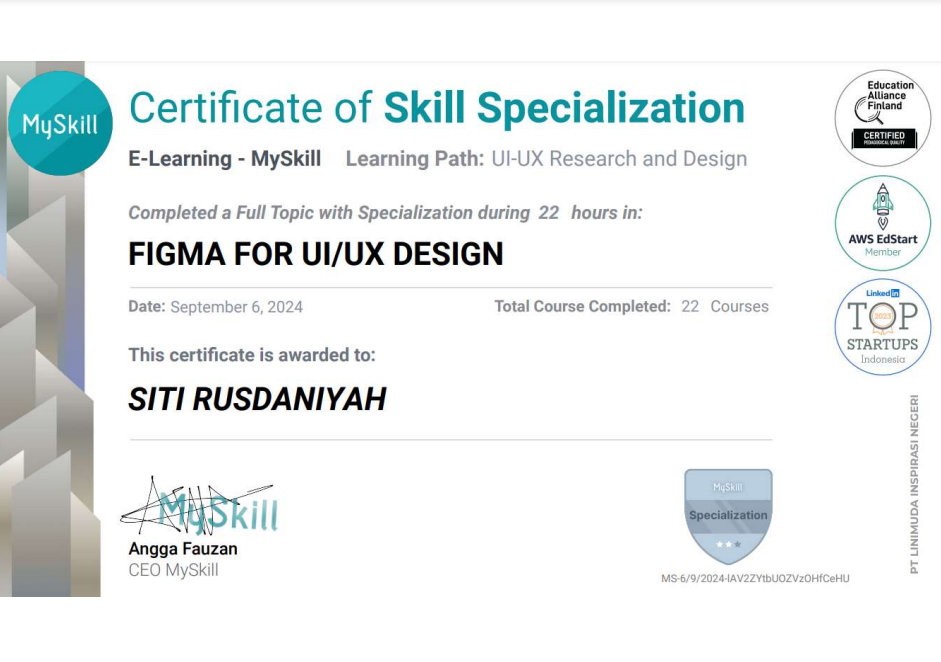 MySkill
Certificate of Skill Specialization
E-Learning - MySkill Learning Path: UI-UX Research and Design
Completed a Full Topic with Specialization during 22 hours in:
FIGMA FOR UI/UX DESIGN
Date: September 6, 2024 Total Course Completed: 22 Courses
This certificate is awarded to:
SITI RUSDANIYAH
MySkill
Angga Fauzan
CEO MySkill
MySkill
Specialization
MS-6/9/2024-IAV2ZYtbUOZVzOHfCeHU
Education
Alliance
Finland
CERTIFIED
PEDAGOGICAL QUALITY
AWS EdStart
Member
Linked in
2023
TOP
STARTUPS
Indonesia
PT LINIMUDA INSPIRASI NEGERI